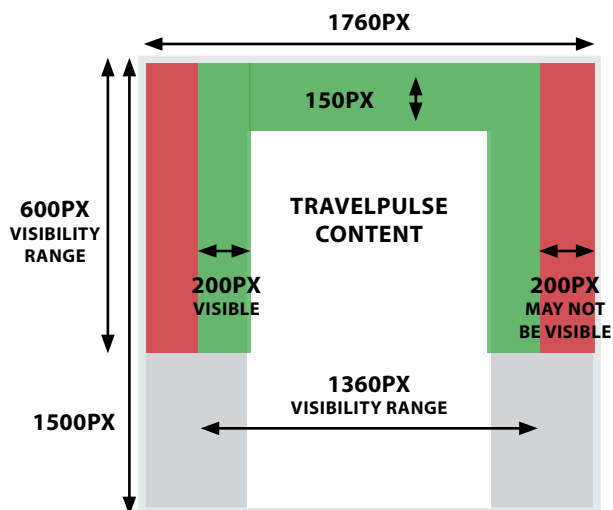 1760PX
150PX
600PX
VISIBILITY
RANGE
TRAVELPULSE
CONTENT
200PX
VISIBLE
200PX
MAY NOT
BE VISIBLE
1360PX
VISIBILITY RANGE
1500PX